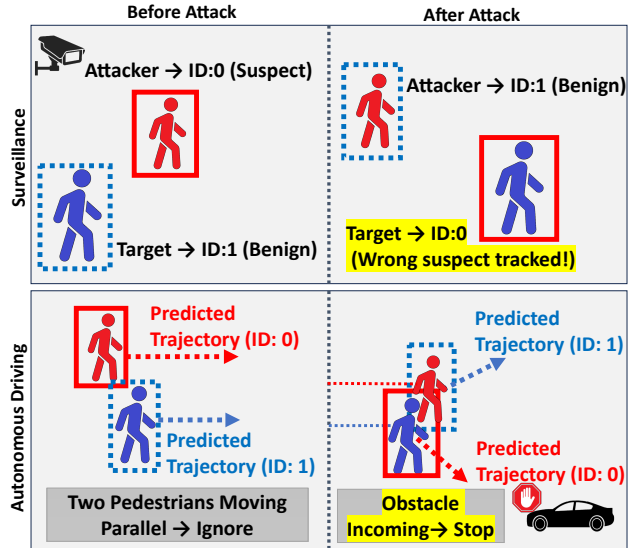 Before Attack
After Attack
Surveillance
Attacker → ID:0 (Suspect)
Target → ID:1 (Benign)
Attacker → ID:1 (Benign)
Target → ID:0
(Wrong suspect tracked!)
Autonomous Driving
Predicted
Trajectory (ID: 0)
Predicted
Trajectory (ID: 1)
Two Pedestrians Moving
Parallel → Ignore
Predicted
Trajectory (ID: 1)
Predicted
Trajectory (ID: 0)
Obstacle
Incoming→ Stop